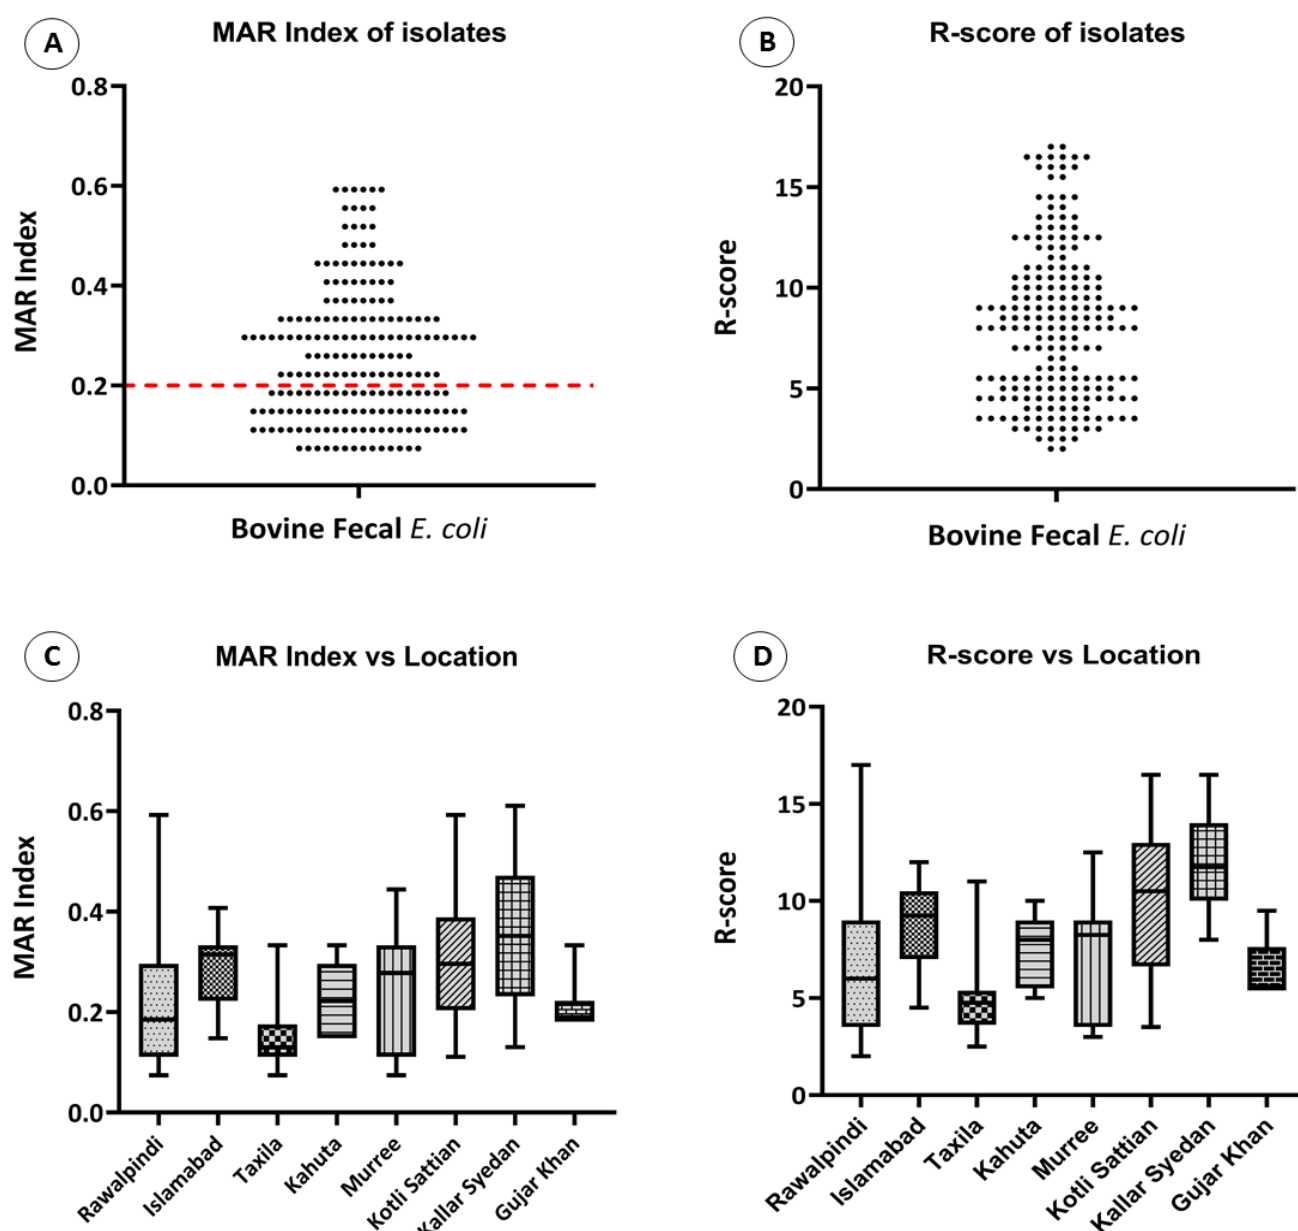 A
MAR Index of isolates
MAR Index
0.8
0.6
0.4
0.2
0.0
Bovine Fecal E. coli
B
R-score of isolates
R-score
20
15
10
5
0
Bovine Fecal E. coli
C
MAR Index vs Location
MAR Index
0.8
0.6
0.4
0.2
0.0
Rawalpindi
Islamabad
Taxila
Kahuta
Murree
Kotli Sattian
Kallar Syedan
Gujar Khan
D
R-score vs Location
R-score
20
15
10
5
0
Rawalpindi
Islamabad
Taxila
Kahuta
Murree
Kotli Sattian
Kallar Syedan
Gujar Khan